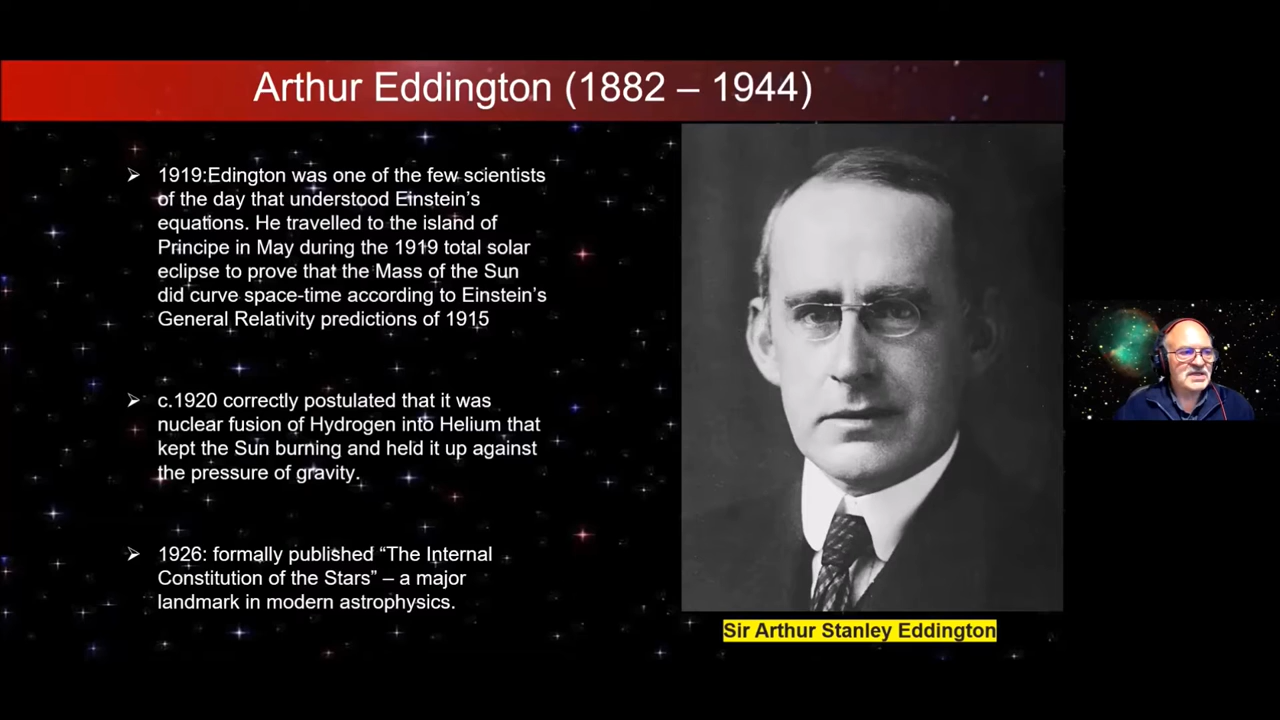 Arthur Eddington (1882 – 1944)
➢ 1919:Edington was one of the few scientists
of the day that understood Einstein’s
equations. He travelled to the island of
Principe in May during the 1919 total solar
eclipse to prove that the Mass of the Sun
did curve space-time according to Einstein’s
General Relativity predictions of 1915
➢ c.1920 correctly postulated that it was
nuclear fusion of Hydrogen into Helium that
kept the Sun burning and held it up against
the pressure of gravity.
➢ 1926: formally published “The Internal
Constitution of the Stars” – a major
landmark in modern astrophysics.
Sir Arthur Stanley Eddington